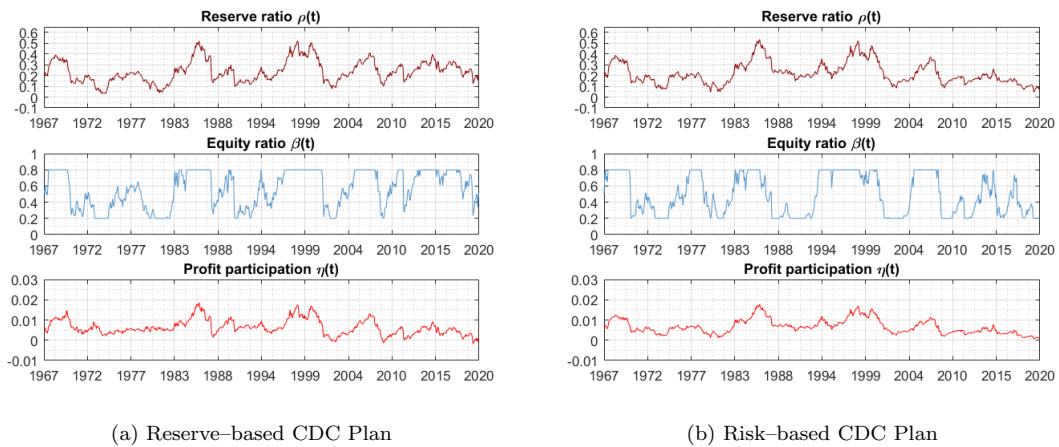 Reserve ratio ρ(t)
0.6
0.5
0.4
0.3
0.2
0.1
0
-0.1
1967 1972 1977 1983 1988 1994 1999 2004 2010 2015 2020
Equity ratio β(t)
1
0.8
0.6
0.4
0.2
0
1967 1972 1977 1983 1988 1994 1999 2004 2010 2015 2020
Profit participation η(t)
0.03
0.02
0.01
0
-0.01
1967 1972 1977 1983 1988 1994 1999 2004 2010 2015 2020
(a) Reserve–based CDC Plan
Reserve ratio ρ(t)
0.6
0.5
0.4
0.3
0.2
0.1
0
-0.1
1967 1972 1977 1983 1988 1994 1999 2004 2010 2015 2020
Equity ratio β(t)
1
0.8
0.6
0.4
0.2
0
1967 1972 1977 1983 1988 1994 1999 2004 2010 2015 2020
Profit participation η(t)
0.03
0.02
0.01
0
-0.01
1967 1972 1977 1983 1988 1994 1999 2004 2010 2015 2020
(b) Risk–based CDC Plan